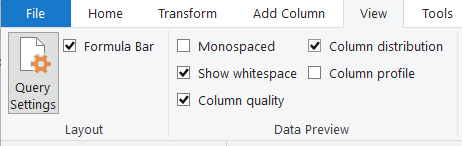 File Home Transform Add Column View Tools
Query Settings
Formula Bar
Layout
Monospaced
Show whitespace
Column quality
Column distribution
Column profile
Data Preview